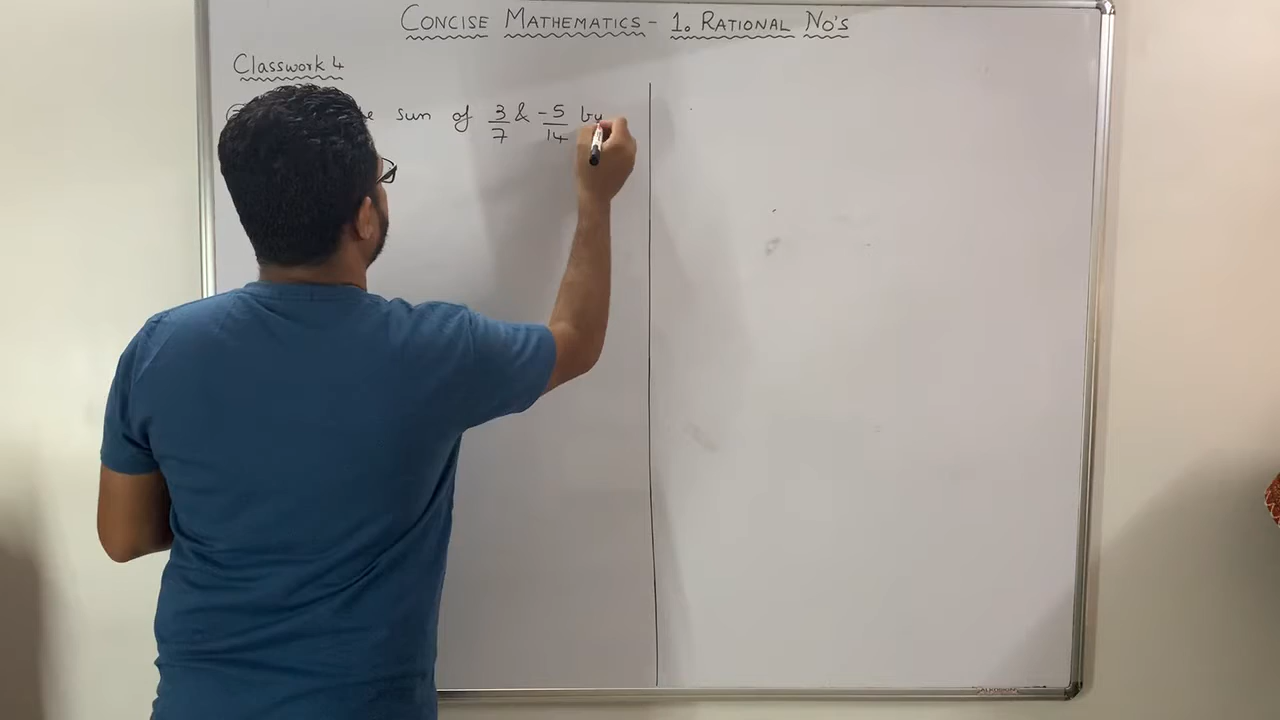 CONCISE MATHEMATICS - 1. RATIONAL NO'S
Classwork 4
sum of 3/7 & -5/14 by